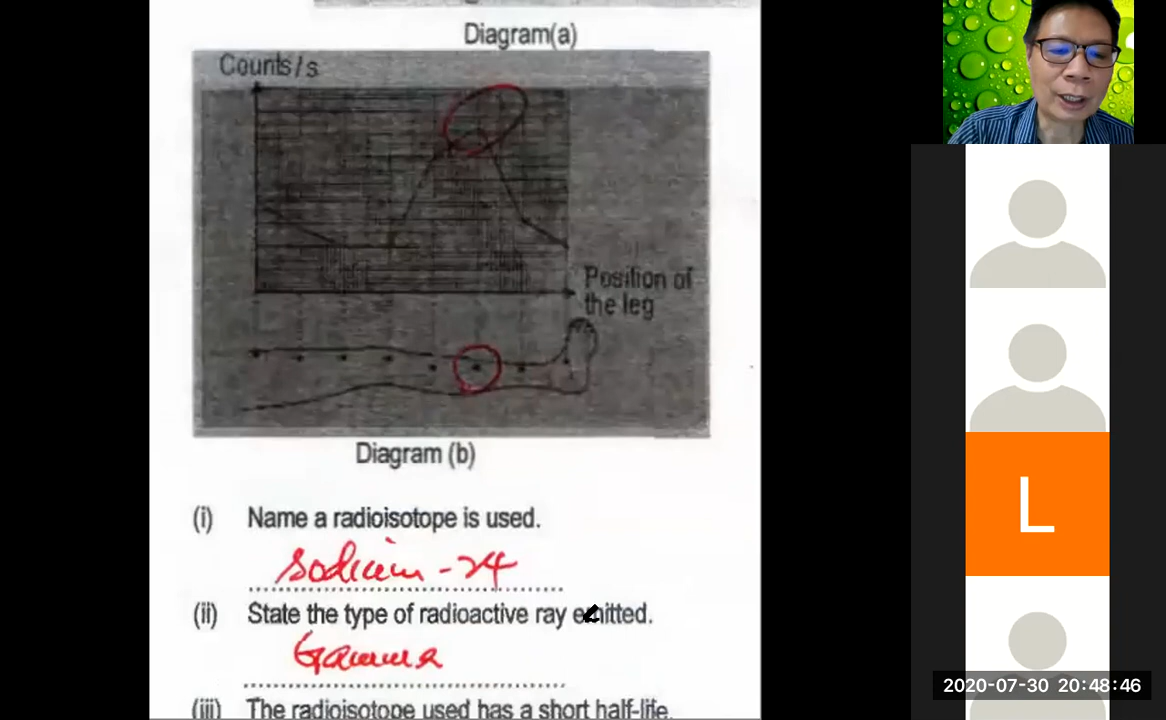 Diagram(a)
Counts/s
Position of
the leg
Diagram (b)
(i) Name a radioisotope is used.
Sodium-24
(ii) State the type of radioactive ray emitted.
Gamma
(iii) The radioisotope used has a short half-life.
L
2020-07-30 20:48:46